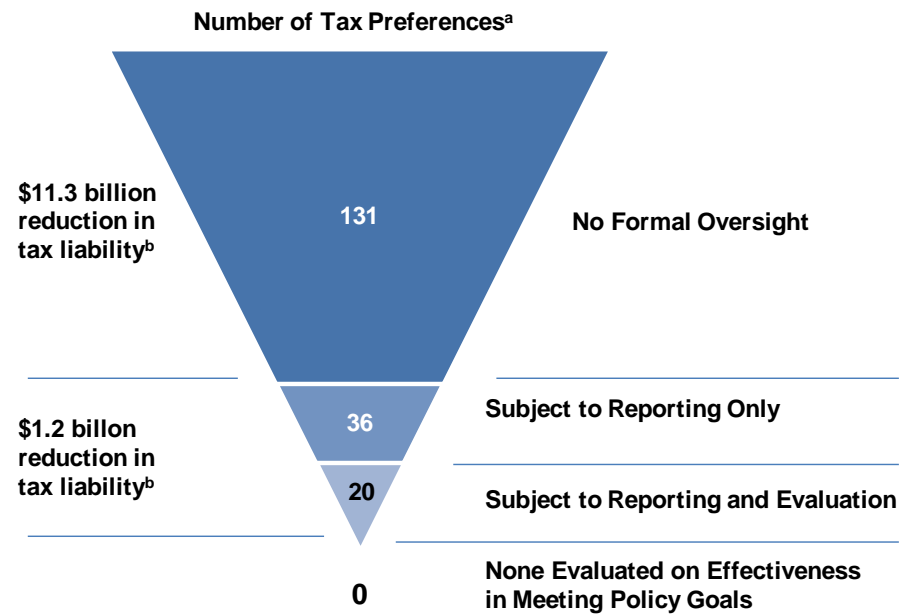 Number of Tax Preferencesᵃ
$11.3 billion
reduction in
tax liabilityᵇ
131
No Formal Oversight
$1.2 billon
reduction in
tax liabilityᵇ
36
Subject to Reporting Only
20
Subject to Reporting and Evaluation
0
None Evaluated on Effectiveness
in Meeting Policy Goals